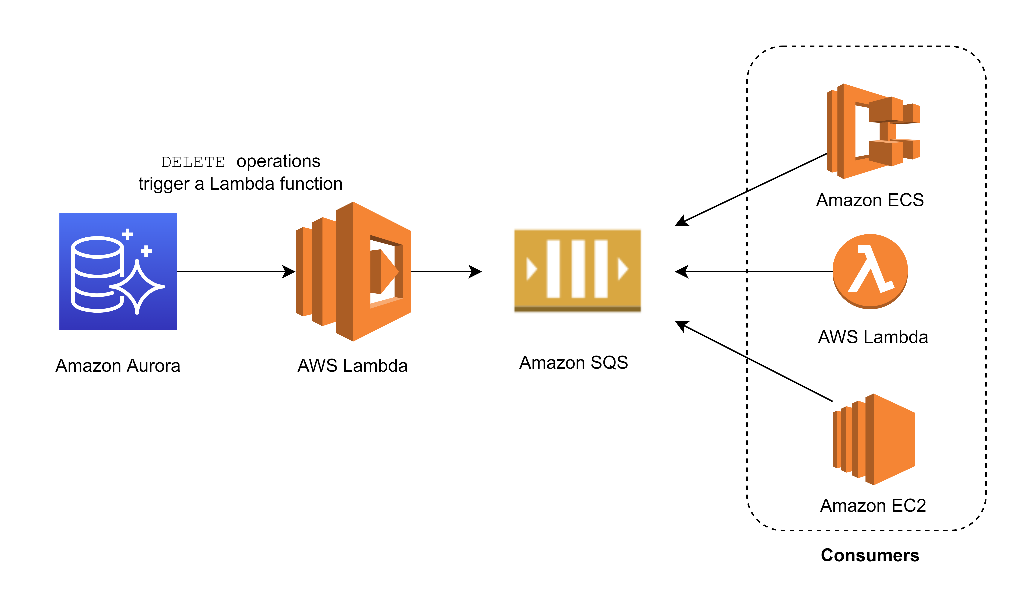 DELETE operations
trigger a Lambda function
Amazon Aurora
AWS Lambda
Amazon SQS
Amazon ECS
AWS Lambda
Amazon EC2
Consumers